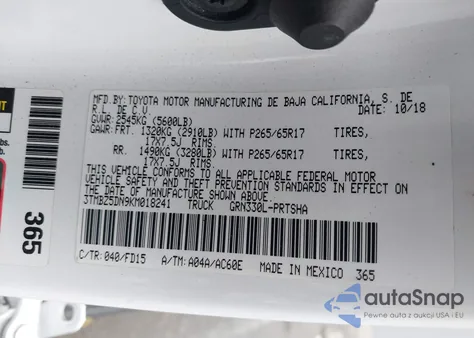 MFD.BY:TOYOTA MOTOR MANUFACTURING DE BAJA CALIFORNIA, S. DE
R.L. DE C.V. DATE: 10/18
GVWR:2545KG (5600LB)
GAWR:FRT. 1320KG (2910LB) WITH P265/65R17 TIRES,
17X7.5J RIMS
RR. 1490KG (3280LB) WITH P265/65R17 TIRES,
17X7.5J RIMS.
THIS VEHICLE CONFORMS TO ALL APPLICABLE FEDERAL MOTOR
VEHICLE SAFETY AND THEFT PREVENTION STANDARDS IN EFFECT ON
THE DATE OF MANUFACTURE SHOWN ABOVE.
3TMBZ5DN9KM018241 TRUCK GRN330L-PRTSHA
C/TR:040/FD15 A/TM:A04A/AC60E MADE IN MEXICO 365
365
autoSnap
Pewne auta z USA i EU